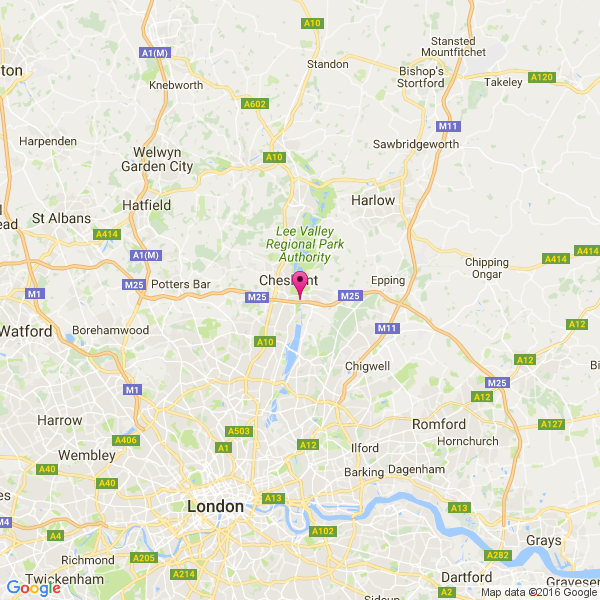 A10
Stansted
Mountfitchet
A1(M)
Standon
Bishop's
Stortford
Takeley
A120
ton
Knebworth
A602
M11
Harpenden
Sawbridgeworth
Welwyn
Garden City
A10
St Albans
Hatfield
Harlow
ead
A414
Lee Valley
Regional Park
Authority
A414
A414
A1(M)
Chipping
Ongar
M25
Potters Bar
Epping
M1
M25
M25
Watford
Borehamwood
M11
A12
A10
Chigwell
A12
M25
M1
A12
Harrow
A503
Romford
A127
A406
A1
A12
Ilford
Hornchurch
Wembley
A40
Barking
Dagenham
A40
es
London
A13
A13
M4
A4
A102
Grays
Richmond
A205
A282
Google
Twickenham
A214
Sidcup
A2
Dartford
Gravesen
Map data ©2016 Google